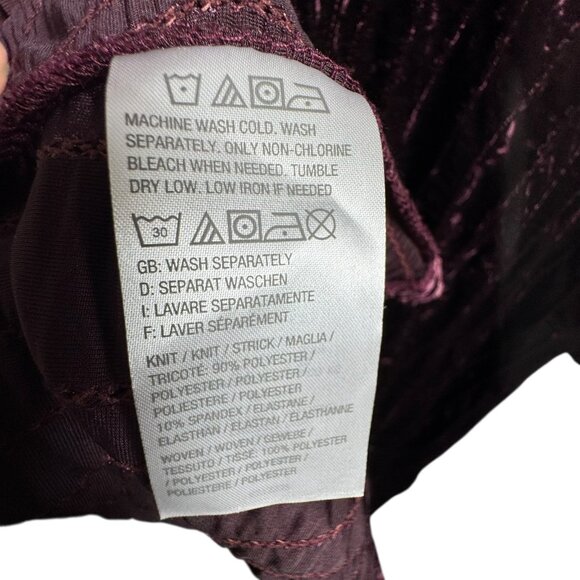 MACHINE WASH COLD. WASH
SEPARATELY. ONLY NON-CHLORINE
BLEACH WHEN NEEDED. TUMBLE
DRY LOW. LOW IRON IF NEEDED
30
GB: WASH SEPARATELY
D: SEPARAT WASCHEN
I: LAVARE SEPARATAMENTE
F: LAVER SÉPARÉMENT
KNIT / KNIT / STRICK / MAGLIA /
TRICOTÉ: 90% POLYESTER /
POLYESTER / POLYESTER /
POLIESTERE / POLYESTER
10% SPANDEX / ELASTANE /
ELASTHAN / ELASTAN / ELASTHANNE
WOVEN / WOVEN / GEWEBE /
TESSUTO / TISSÉ: 100% POLYESTER
/ POLYESTER / POLYESTER /
POLIESTERE / POLYESTER